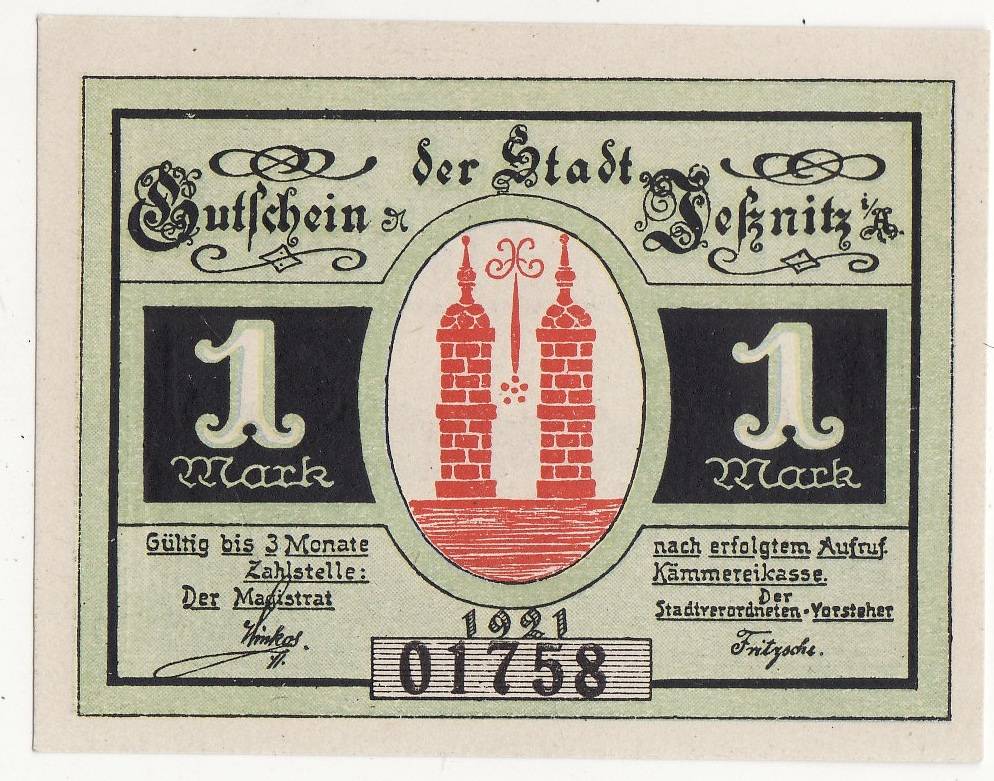 der Stadt
Gutschein Jeßnitz i/A.
1 1
Mark Mark
Gültig bis 3 Monate nach erfolgtem Aufruf.
Zahlstelle: Kämmereikasse.
Der Magistrat Der Stadtverordneten-Vorsteher
Fritzsche.
1921
01758